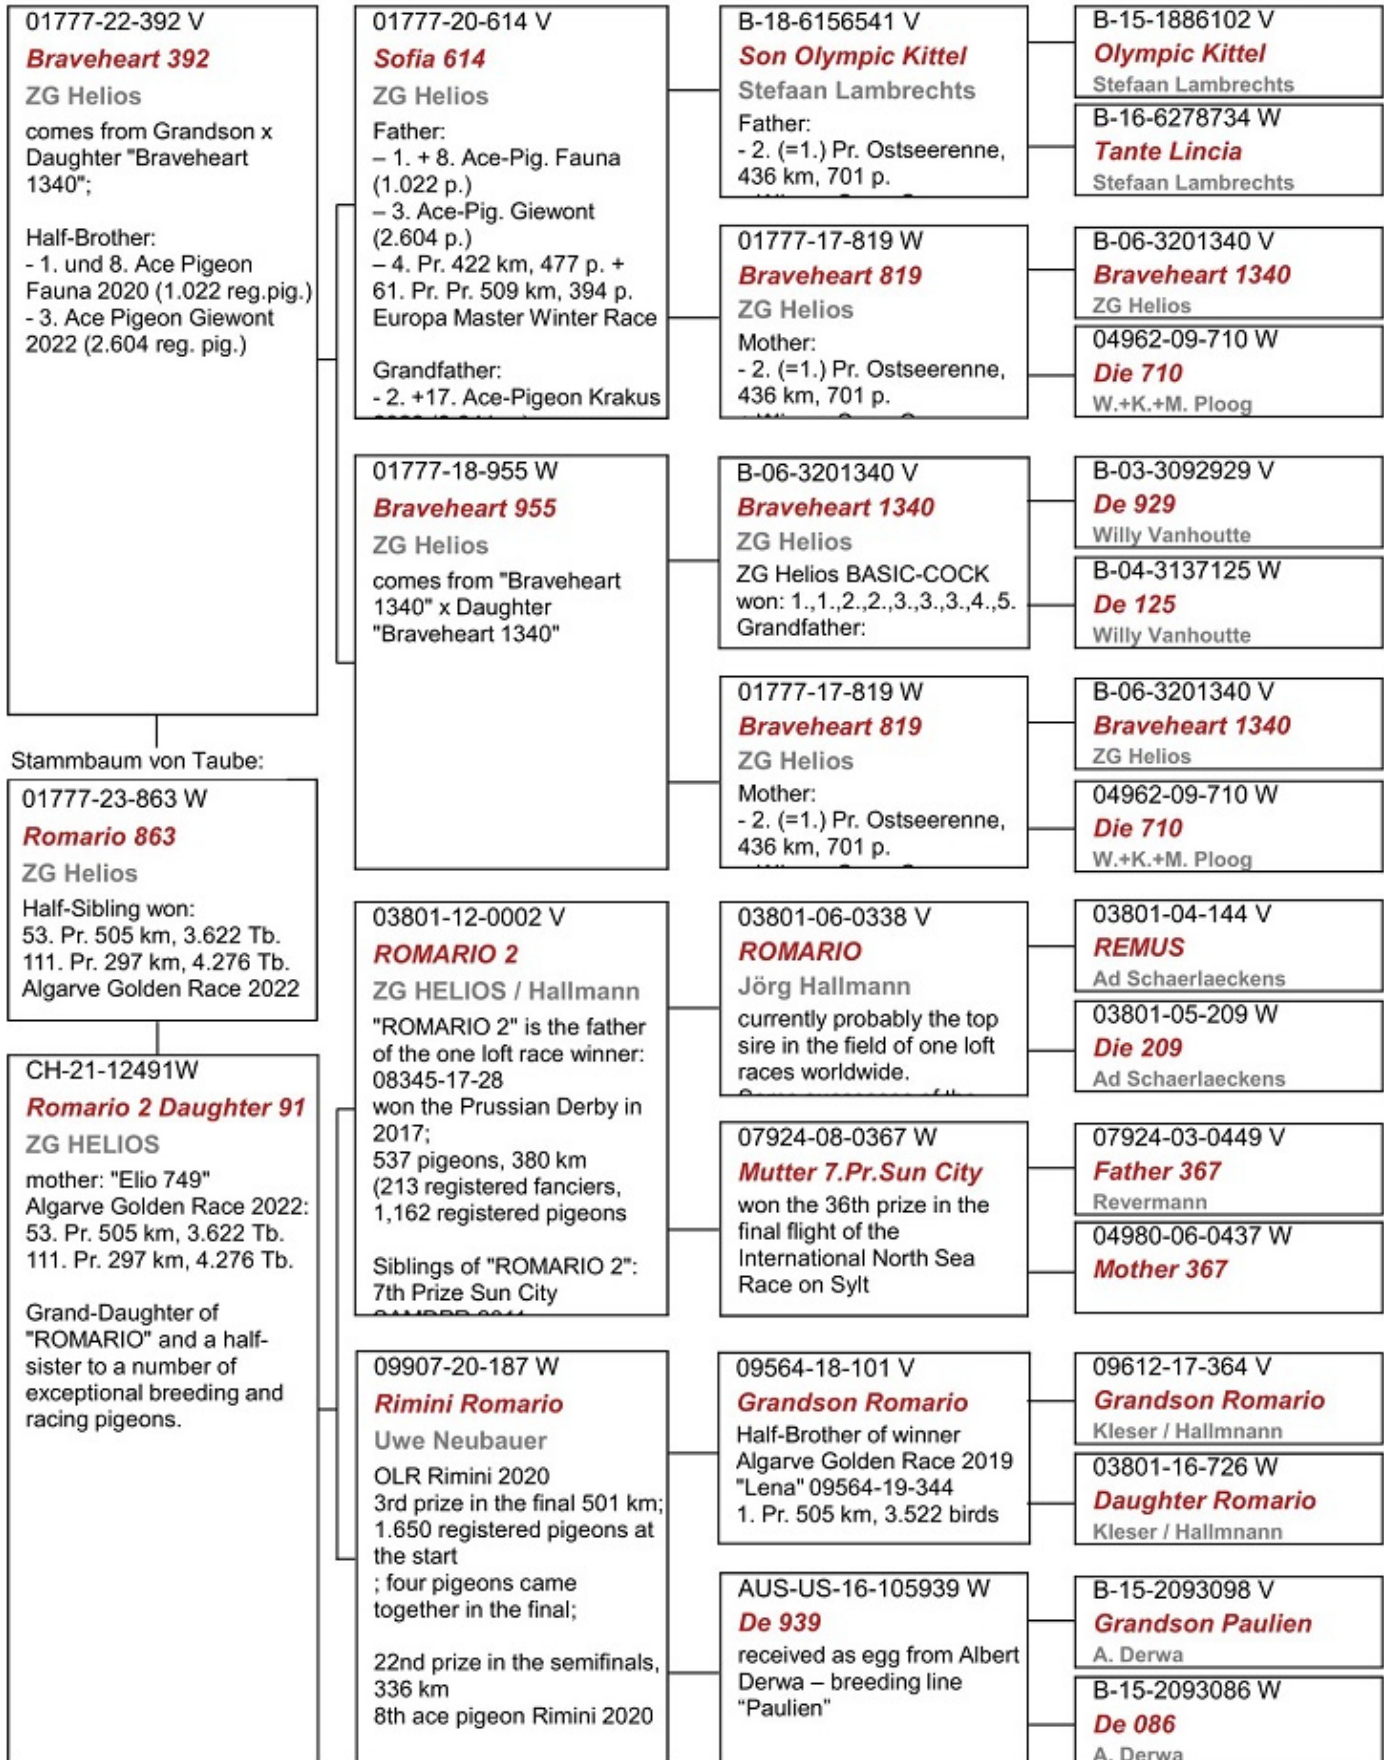 01777-22-392 V
Braveheart 392
ZG Helios
comes from Grandson x
Daughter "Braveheart
1340";
Half-Brother:
- 1. und 8. Ace Pigeon
Fauna 2020 (1.022 reg.pig.)
- 3. Ace Pigeon Giewont
2022 (2.604 reg. pig.)
Stammbaum von Taube:
01777-23-863 W
Romario 863
ZG Helios
Half-Sibling won:
53. Pr. 505 km, 3.622 Tb.
111. Pr. 297 km, 4.276 Tb.
Algarve Golden Race 2022
CH-21-12491W
Romario 2 Daughter 91
ZG HELIOS
mother: "Elio 749"
Algarve Golden Race 2022:
53. Pr. 505 km, 3.622 Tb.
111. Pr. 297 km, 4.276 Tb.
Grand-Daughter of
"ROMARIO" and a half-
sister to a number of
exceptional breeding and
racing pigeons.
01777-20-614 V
Sofia 614
ZG Helios
Father:
– 1. + 8. Ace-Pig. Fauna
(1.022 p.)
– 3. Ace-Pig. Giewont
(2.604 p.)
– 4. Pr. 422 km, 477 p. +
61. Pr. Pr. 509 km, 394 p.
Europa Master Winter Race
Grandfather:
- 2. +17. Ace-Pigeon Krakus
01777-18-955 W
Braveheart 955
ZG Helios
comes from "Braveheart
1340" x Daughter
"Braveheart 1340"
03801-12-0002 V
ROMARIO 2
ZG HELIOS / Hallmann
"ROMARIO 2" is the father
of the one loft race winner:
08345-17-28
won the Prussian Derby in
2017;
537 pigeons, 380 km
(213 registered fanciers,
1,162 registered pigeons
Siblings of "ROMARIO 2":
7th Prize Sun City
09907-20-187 W
Rimini Romario
Uwe Neubauer
OLR Rimini 2020
3rd prize in the final 501 km;
1.650 registered pigeons at
the start
; four pigeons came
together in the final;
22nd prize in the semifinals,
336 km
8th ace pigeon Rimini 2020
B-18-6156541 V
Son Olympic Kittel
Stefaan Lambrechts
Father:
- 2. (=1.) Pr. Ostseerenne,
436 km, 701 p.
01777-17-819 W
Braveheart 819
ZG Helios
Mother:
- 2. (=1.) Pr. Ostseerenne,
436 km, 701 p.
B-06-3201340 V
Braveheart 1340
ZG Helios
ZG Helios BASIC-COCK
won: 1.,1.,2.,2.,3.,3.,3.,4.,5.
Grandfather:
01777-17-819 W
Braveheart 819
ZG Helios
Mother:
- 2. (=1.) Pr. Ostseerenne,
436 km, 701 p.
03801-06-0338 V
ROMARIO
Jörg Hallmann
currently probably the top
sire in the field of one loft
races worldwide.
07924-08-0367 W
Mutter 7.Pr.Sun City
won the 36th prize in the
final flight of the
International North Sea
Race on Sylt
09564-18-101 V
Grandson Romario
Half-Brother of winner
Algarve Golden Race 2019
"Lena" 09564-19-344
1. Pr. 505 km, 3.522 birds
AUS-US-16-105939 W
De 939
received as egg from Albert
Derwa – breeding line
“Paulien”
B-15-1886102 V
Olympic Kittel
Stefaan Lambrechts
B-16-6278734 W
Tante Lincia
Stefaan Lambrechts
B-06-3201340 V
Braveheart 1340
ZG Helios
04962-09-710 W
Die 710
W.+K.+M. Ploog
B-03-3092929 V
De 929
Willy Vanhoutte
B-04-3137125 W
De 125
Willy Vanhoutte
B-06-3201340 V
Braveheart 1340
ZG Helios
04962-09-710 W
Die 710
W.+K.+M. Ploog
03801-04-144 V
REMUS
Ad Schaerlaeckens
03801-05-209 W
Die 209
Ad Schaerlaeckens
07924-03-0449 V
Father 367
Revermann
04980-06-0437 W
Mother 367
09612-17-364 V
Grandson Romario
Kleser / Hallmnann
03801-16-726 W
Daughter Romario
Kleser / Hallmnann
B-15-2093098 V
Grandson Paulien
A. Derwa
B-15-2093086 W
De 086
A. Derwa